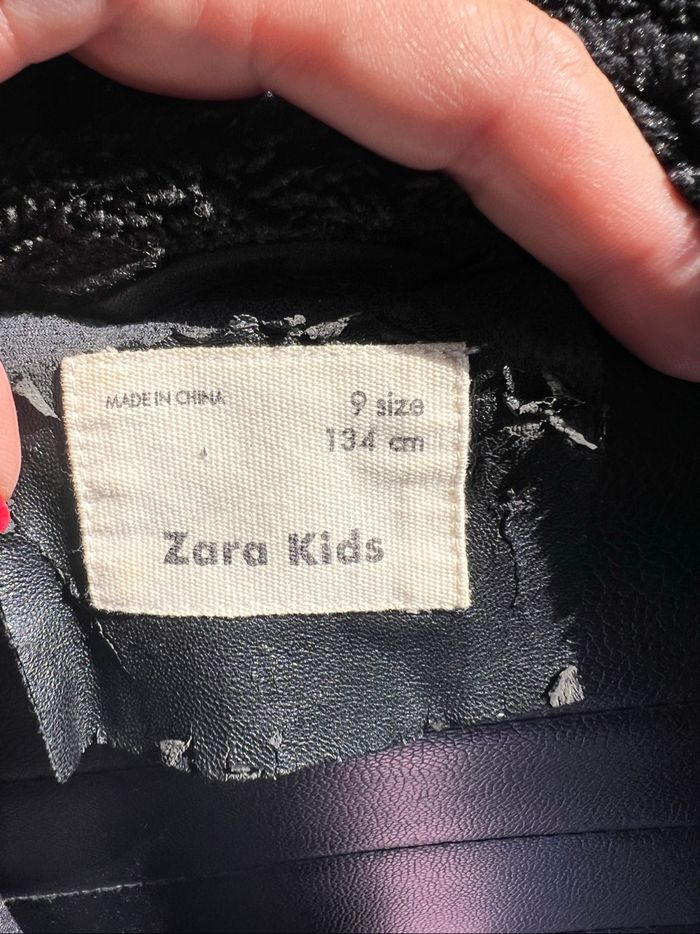 MADE IN CHINA
9 size
134 cm
Zara Kids